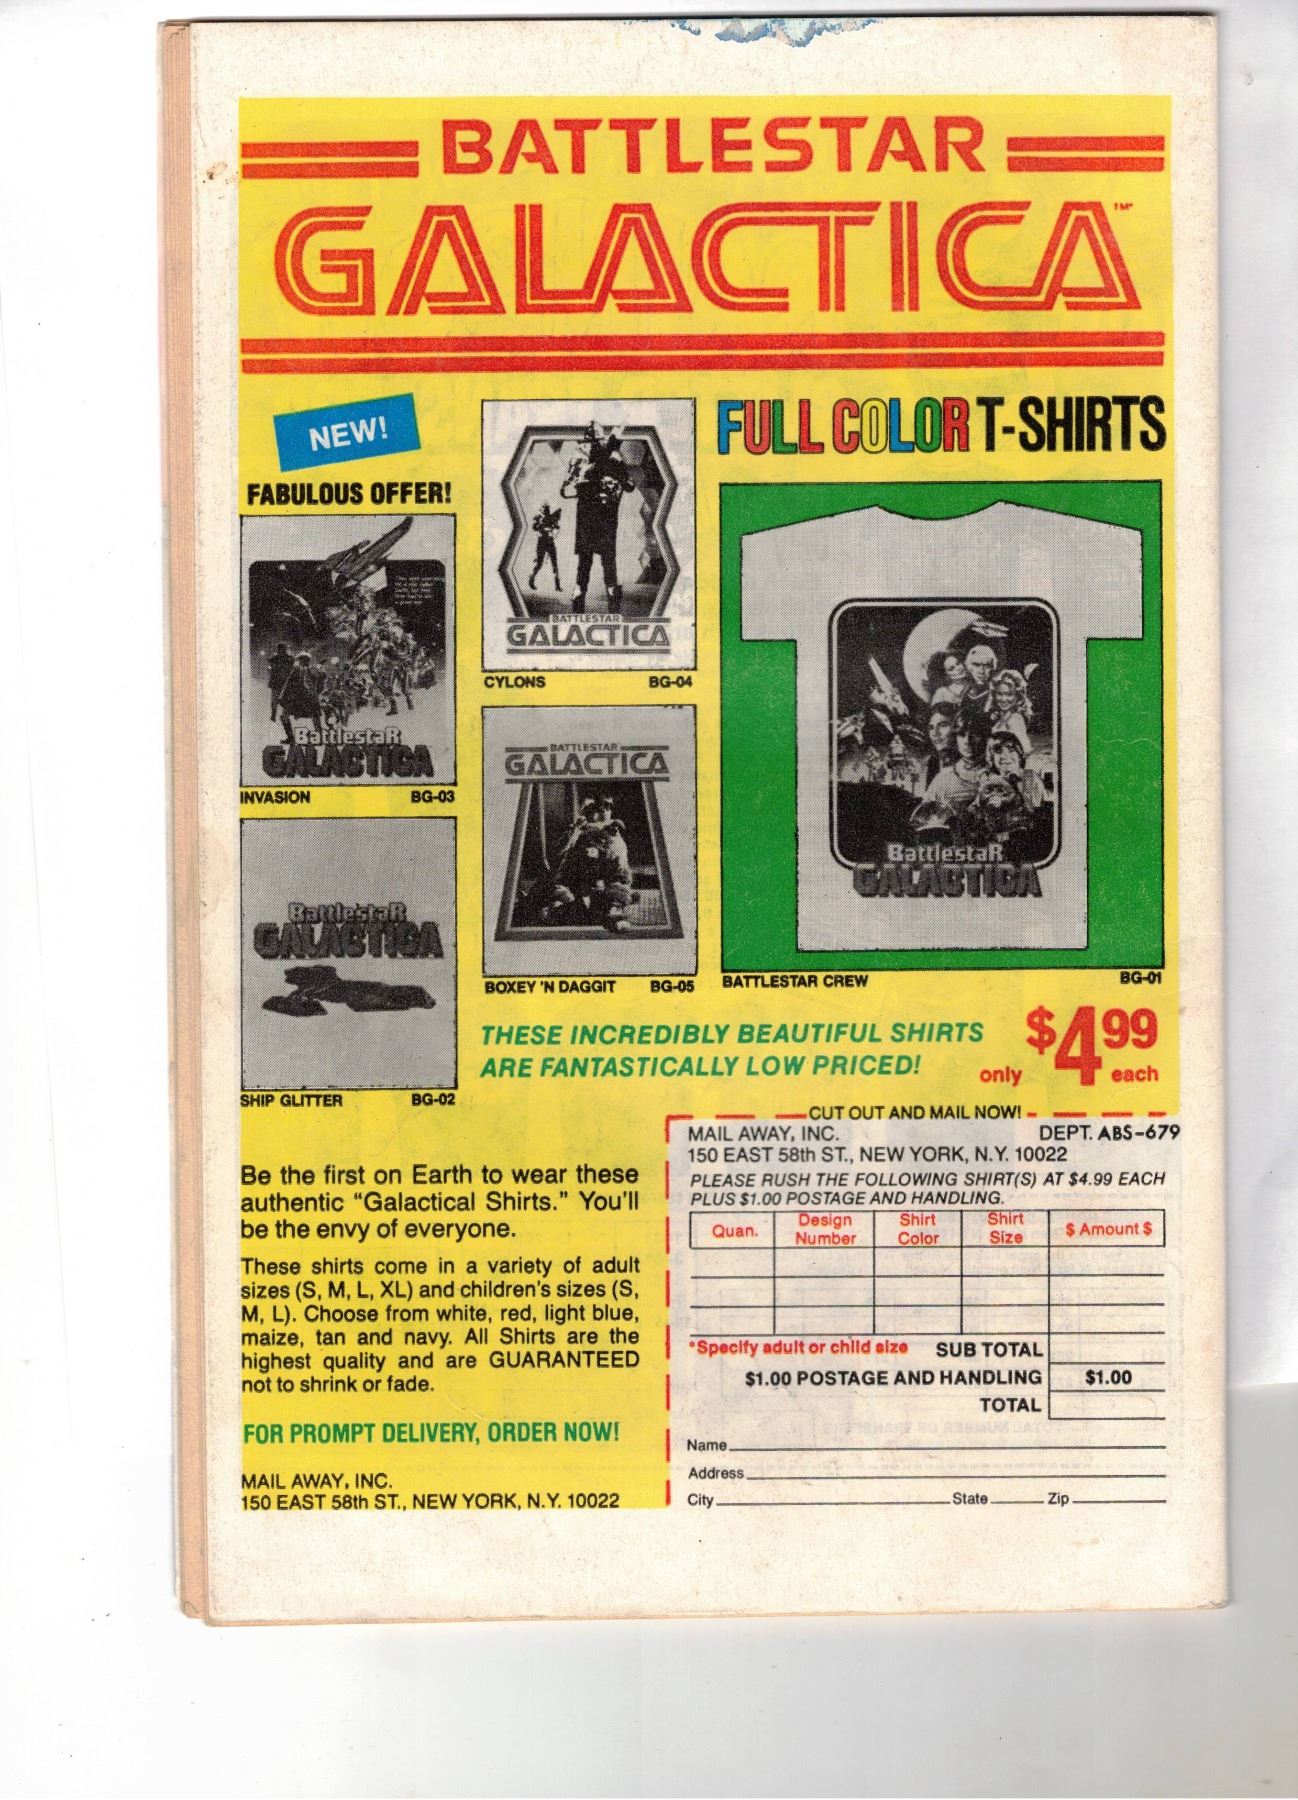 BATTLESTAR
GALACTICA™
NEW!
FABULOUS OFFER!
FULL COLOR T-SHIRTS
BattlestaR
GALACTICA
INVASION BG-03
BATTLESTAR
GALACTICA
CYLONS BG-04
BattlestaR
GALACTICA
SHIP GLITTER BG-02
BATTLESTAR
GALACTICA
BOXEY 'N DAGGIT BG-05
BattlestaR
GALACTICA
BATTLESTAR CREW BG-01
THESE INCREDIBLY BEAUTIFUL SHIRTS
ARE FANTASTICALLY LOW PRICED!
only $4.99 each
Be the first on Earth to wear these
authentic "Galactical Shirts." You'll
be the envy of everyone.
These shirts come in a variety of adult
sizes (S, M, L, XL) and children's sizes (S,
M, L). Choose from white, red, light blue,
maize, tan and navy. All Shirts are the
highest quality and are GUARANTEED
not to shrink or fade.
FOR PROMPT DELIVERY, ORDER NOW!
MAIL AWAY, INC.
150 EAST 58th ST., NEW YORK, N.Y. 10022
CUT OUT AND MAIL NOW!
MAIL AWAY, INC. DEPT. ABS-679
150 EAST 58th ST., NEW YORK, N.Y. 10022
PLEASE RUSH THE FOLLOWING SHIRT(S) AT $4.99 EACH
PLUS $1.00 POSTAGE AND HANDLING.
Quan. Design Number Shirt Color Shirt Size $ Amount $
*Specify adult or child size SUB TOTAL
$1.00 POSTAGE AND HANDLING $1.00
TOTAL
Name
Address
City State Zip